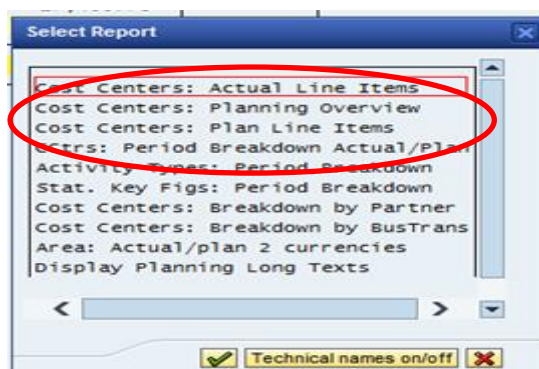 Select Report
Cost Centers: Actual Line Items
Cost Centers: Planning Overview
Cost Centers: Plan Line Items
CCtrs: Period Breakdown Actual/Plan
Activity Types: Period Breakdown
Stat. Key Figs: Period Breakdown
Cost Centers: Breakdown by Partner
Cost Centers: Breakdown by BusTrans
Area: Actual/plan 2 currencies
Display Planning Long Texts
Technical names on/off